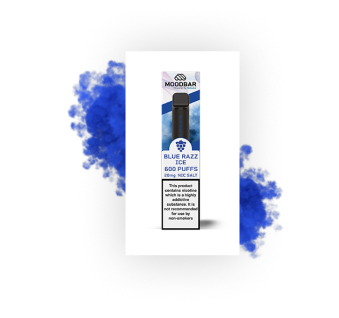 MOODBAR
BLUE RAZZ
ICE
600 PUFFS
20mg NIC SALT
This product
contains nicotine
which is a highly
addictive
substance. It is
not recommended
for use by
non-smokers